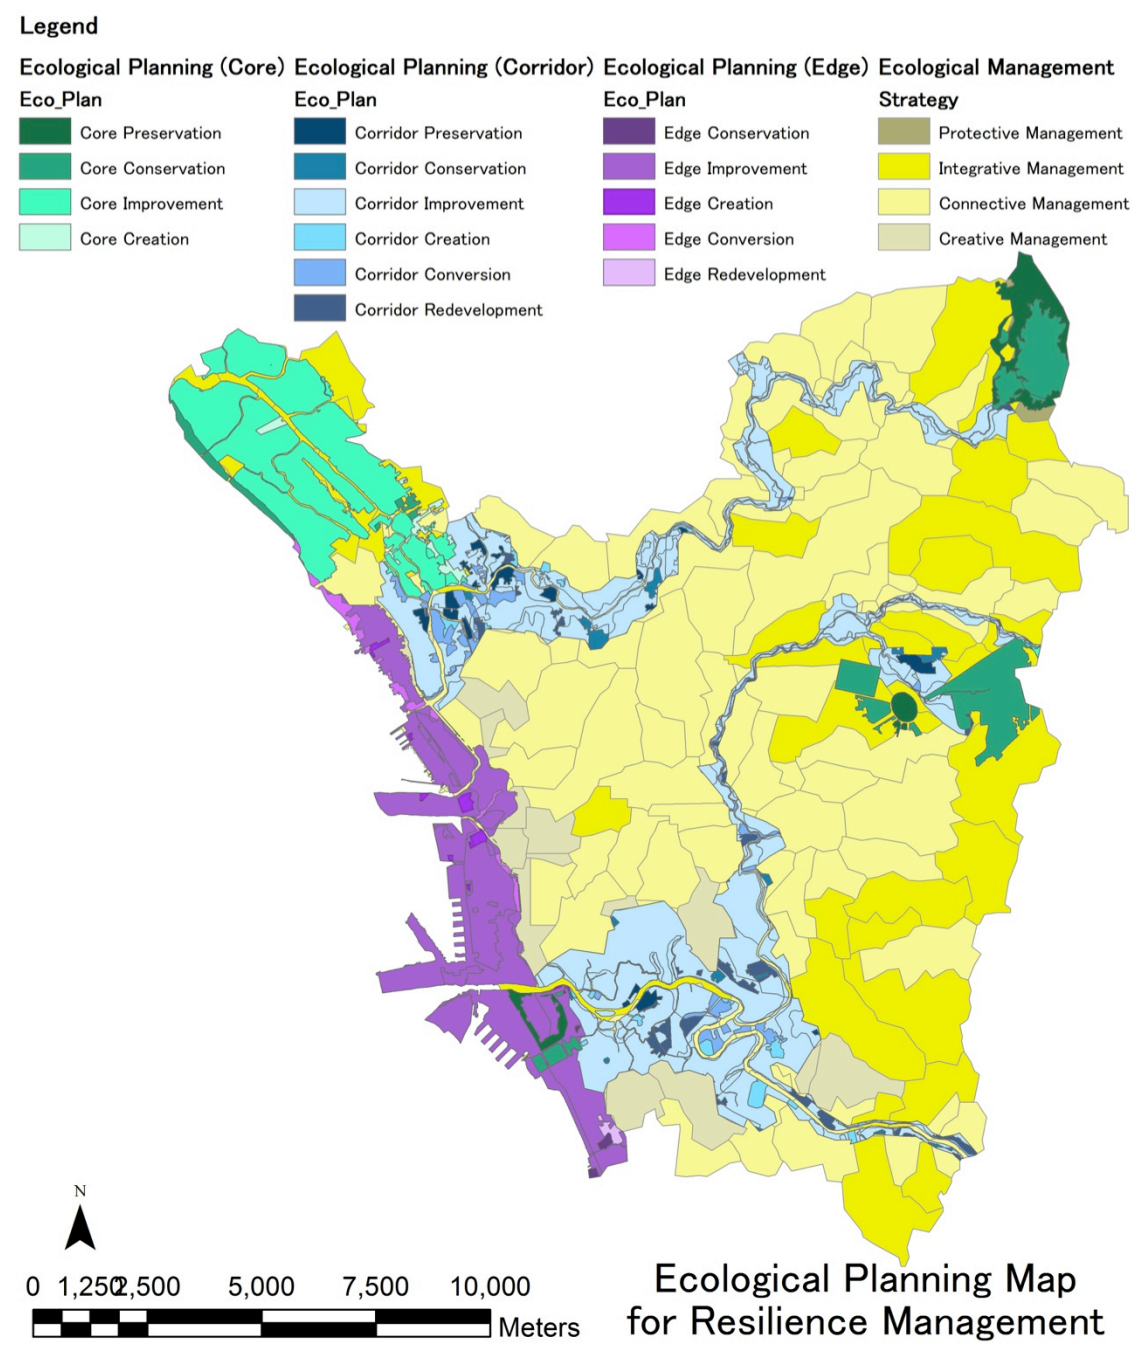 Legend
Ecological Planning (Core)
Eco_Plan
Core Preservation
Core Conservation
Core Improvement
Core Creation
Ecological Planning (Corridor)
Eco_Plan
Corridor Preservation
Corridor Conservation
Corridor Improvement
Corridor Creation
Corridor Conversion
Corridor Redevelopment
Ecological Planning (Edge)
Eco_Plan
Edge Conservation
Edge Improvement
Edge Creation
Edge Conversion
Edge Redevelopment
Ecological Management
Strategy
Protective Management
Integrative Management
Connective Management
Creative Management
N
0 1,250 2,500 5,000 7,500 10,000
Meters
Ecological Planning Map
for Resilience Management